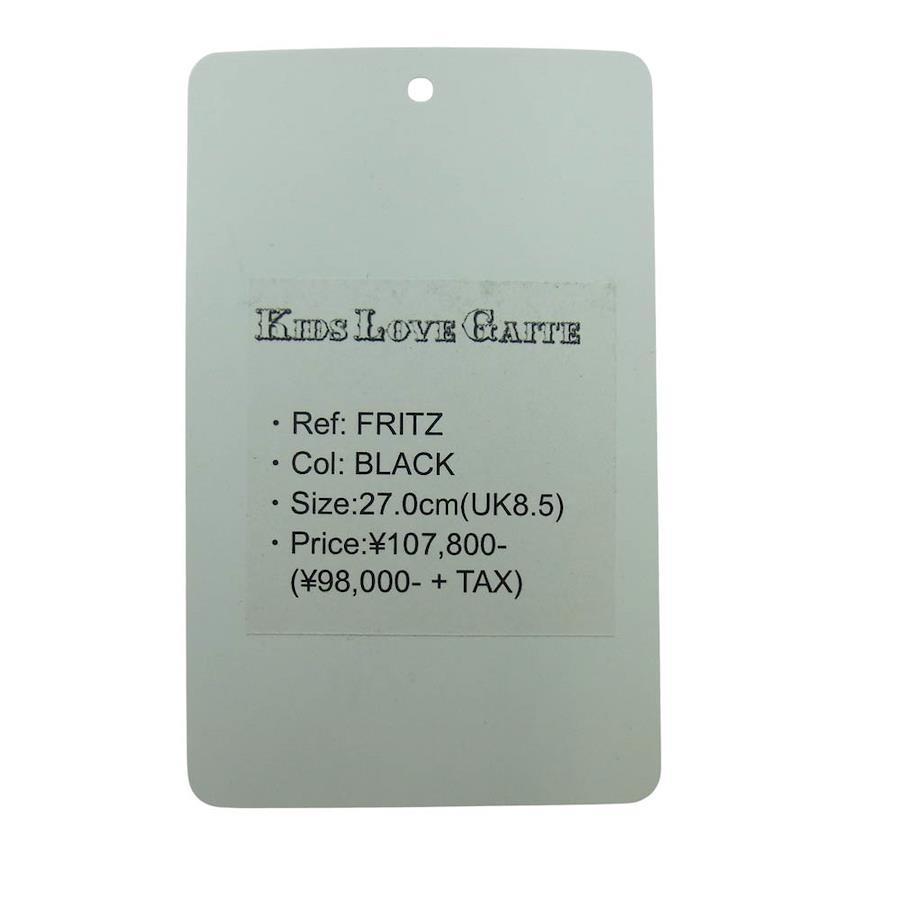 KIDS LOVE GAITE
・Ref: FRITZ
・Col: BLACK
・Size:27.0cm(UK8.5)
・Price:¥107,800-
(¥98,000- + TAX)